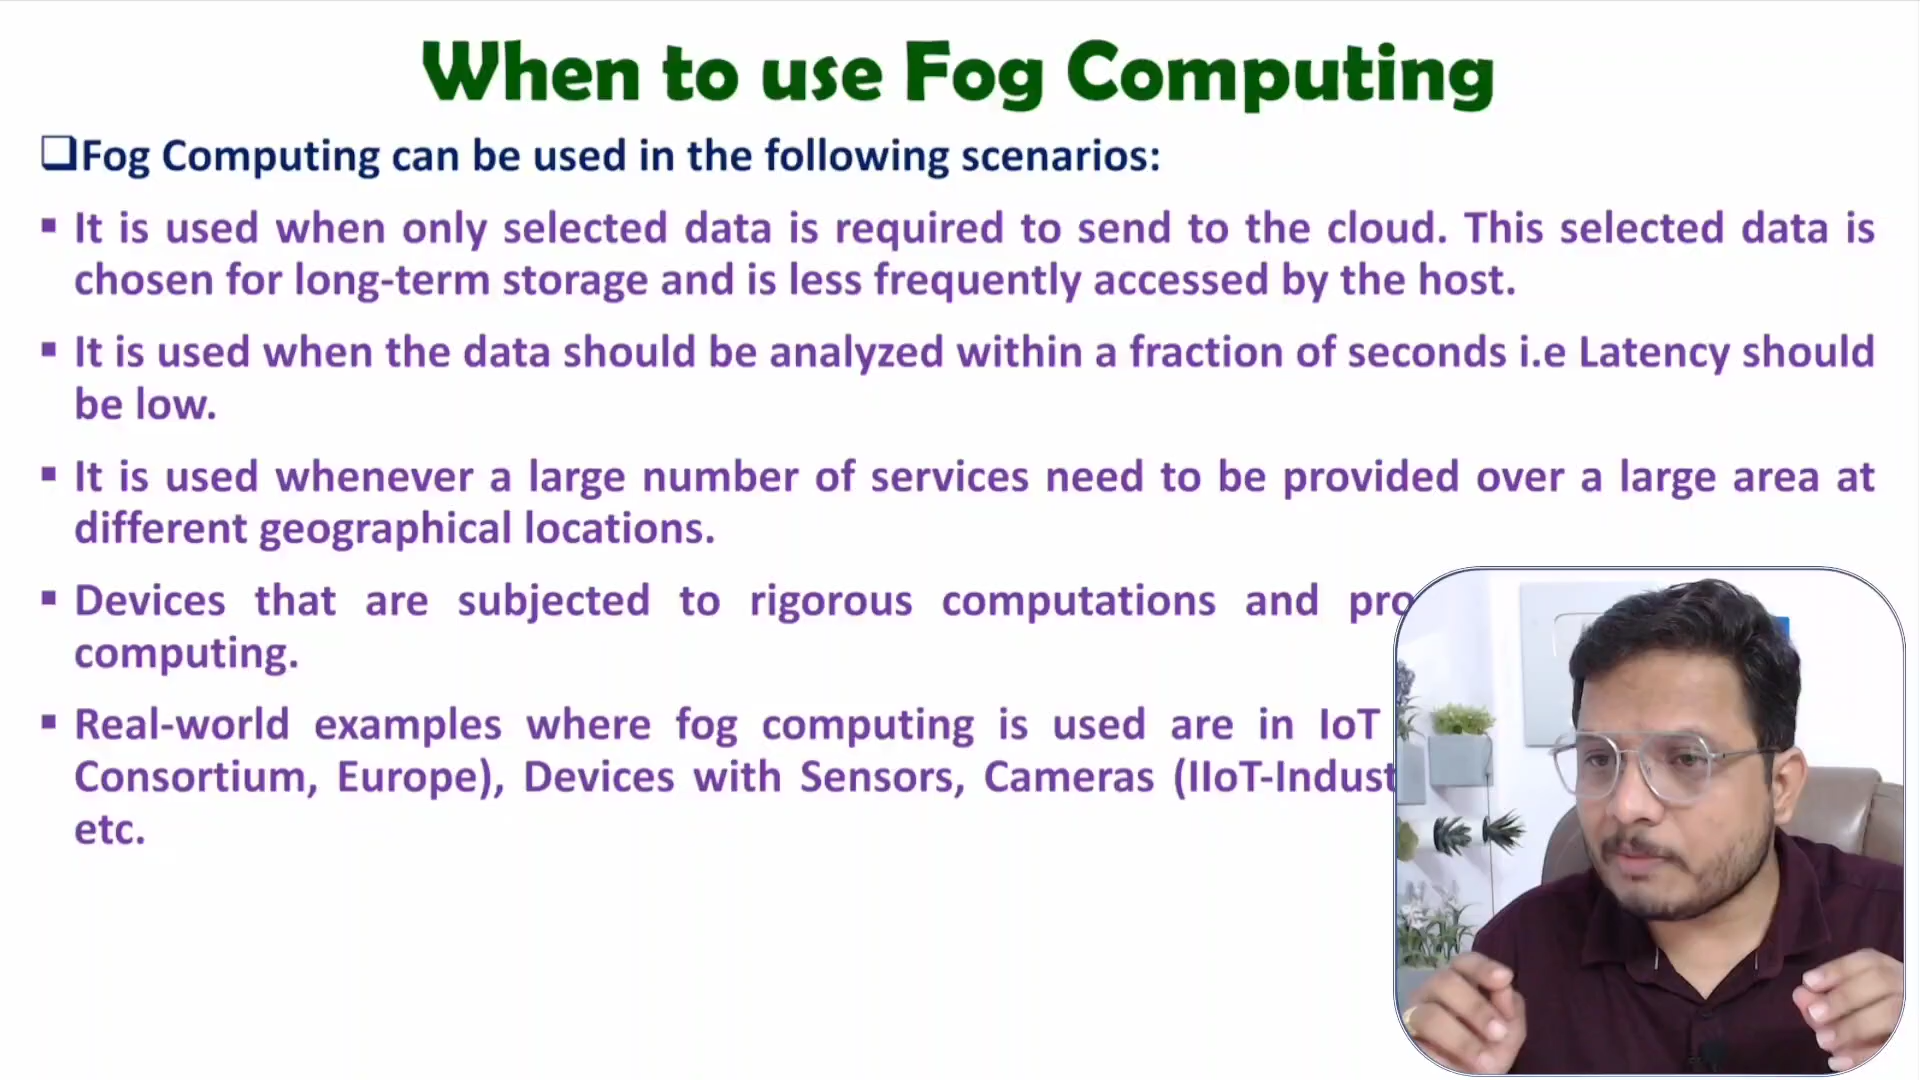 When to use Fog Computing
Fog Computing can be used in the following scenarios:
It is used when only selected data is required to send to the cloud. This selected data is
chosen for long-term storage and is less frequently accessed by the host.
It is used when the data should be analyzed within a fraction of seconds i.e Latency should
be low.
It is used whenever a large number of services need to be provided over a large area at
different geographical locations.
Devices that are subjected to rigorous computations and
computing.
Real-world examples where fog computing is used are in IoT
Consortium, Europe), Devices with Sensors, Cameras
etc.